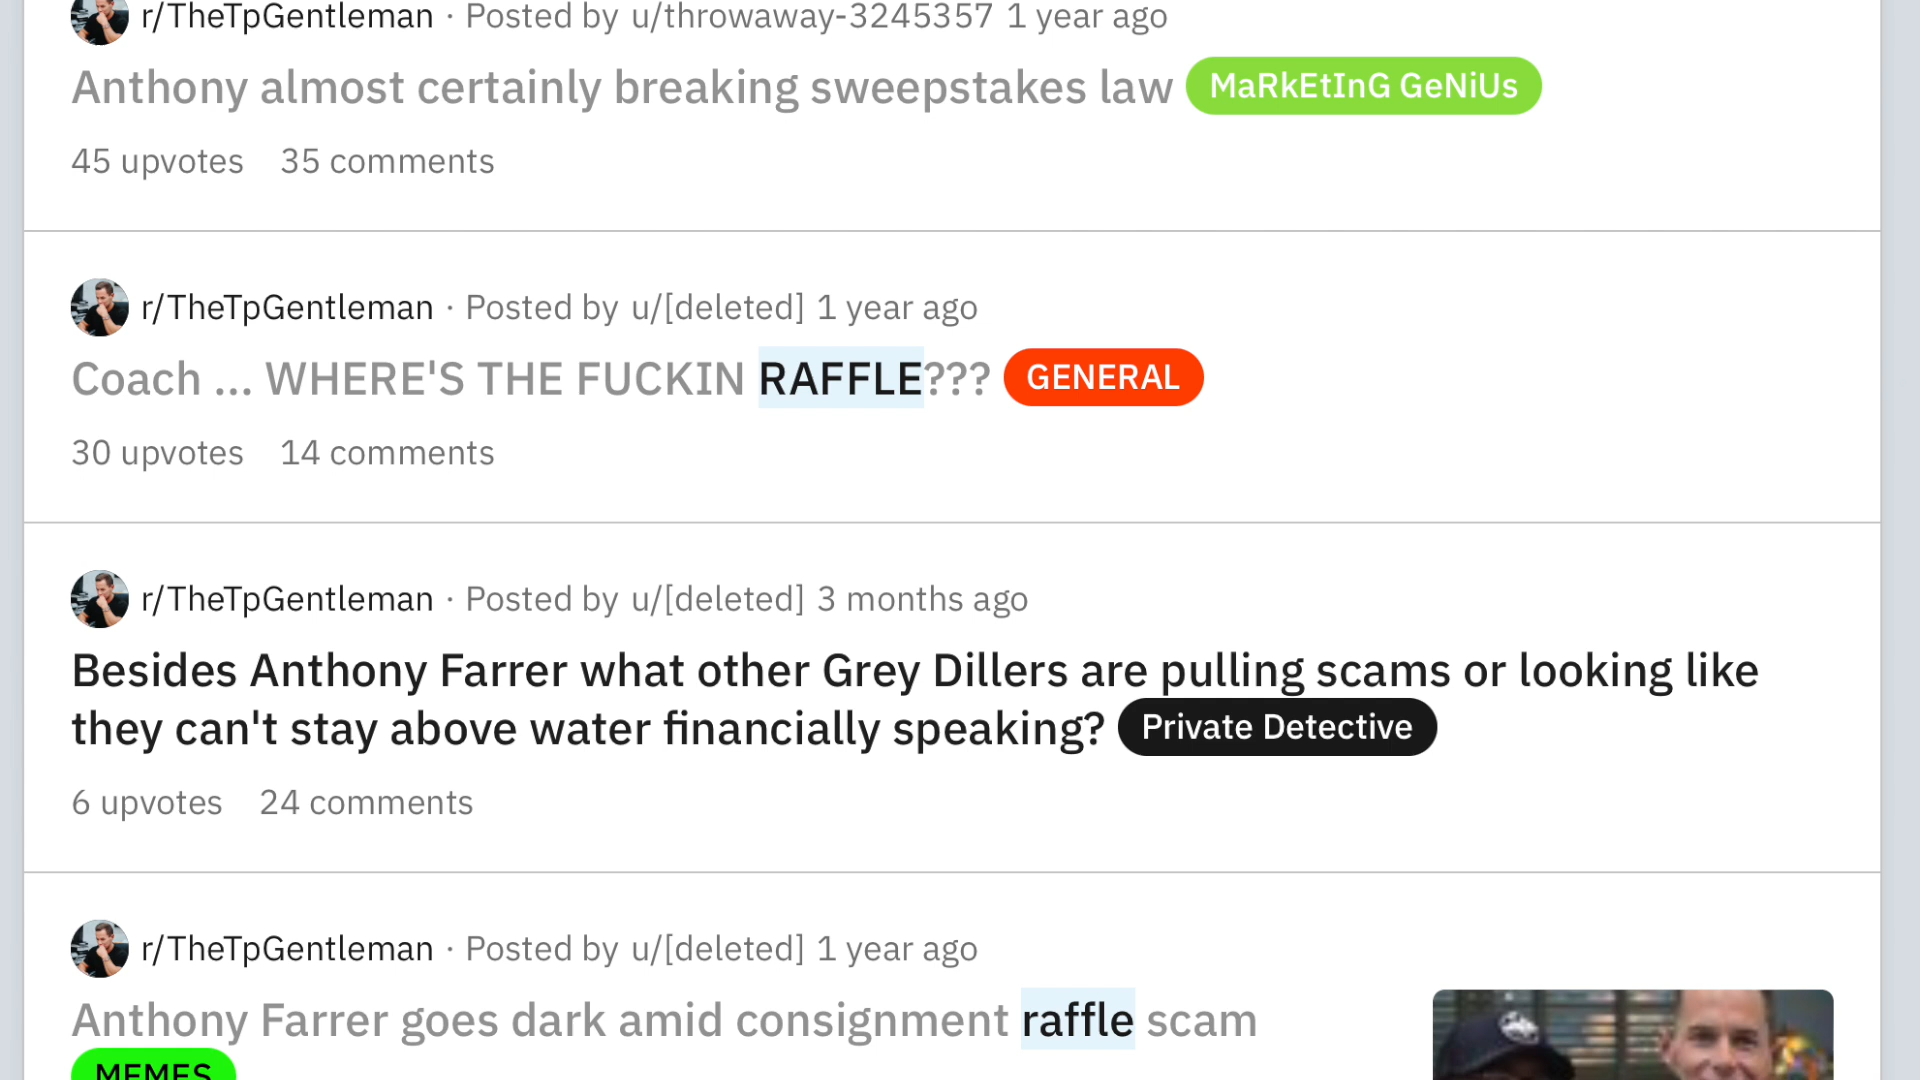 r/TheTpGentleman · Posted by u/throwaway-3245357 1 year ago
Anthony almost certainly breaking sweepstakes law MaRkEtInG GeNiUs
45 upvotes 35 comments
r/TheTpGentleman · Posted by u/[deleted] 1 year ago
Coach ... WHERE'S THE FUCKIN RAFFLE??? GENERAL
30 upvotes 14 comments
r/TheTpGentleman · Posted by u/[deleted] 3 months ago
Besides Anthony Farrer what other Grey Dillers are pulling scams or looking like
they can't stay above water financially speaking? Private Detective
6 upvotes 24 comments
r/TheTpGentleman · Posted by u/[deleted] 1 year ago
Anthony Farrer goes dark amid consignment raffle scam
MEMES